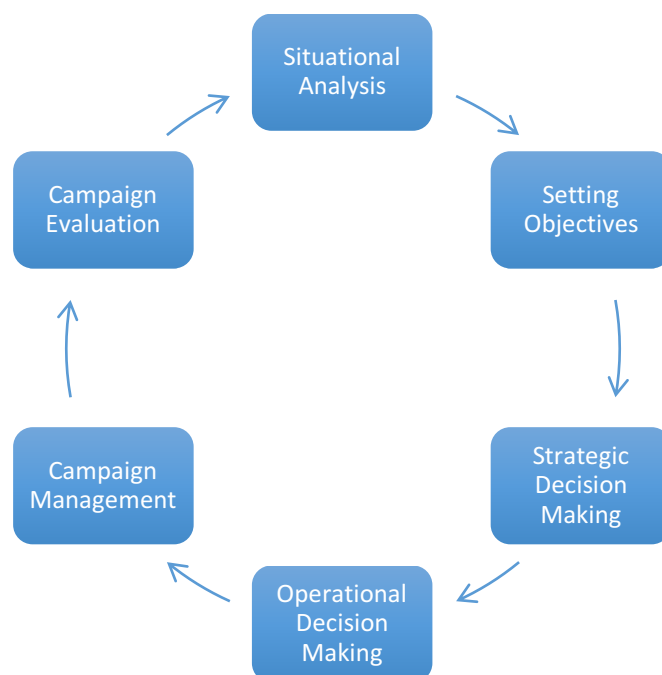 Situational
Analysis
Setting
Objectives
Strategic
Decision
Making
Operational
Decision
Making
Campaign
Management
Campaign
Evaluation